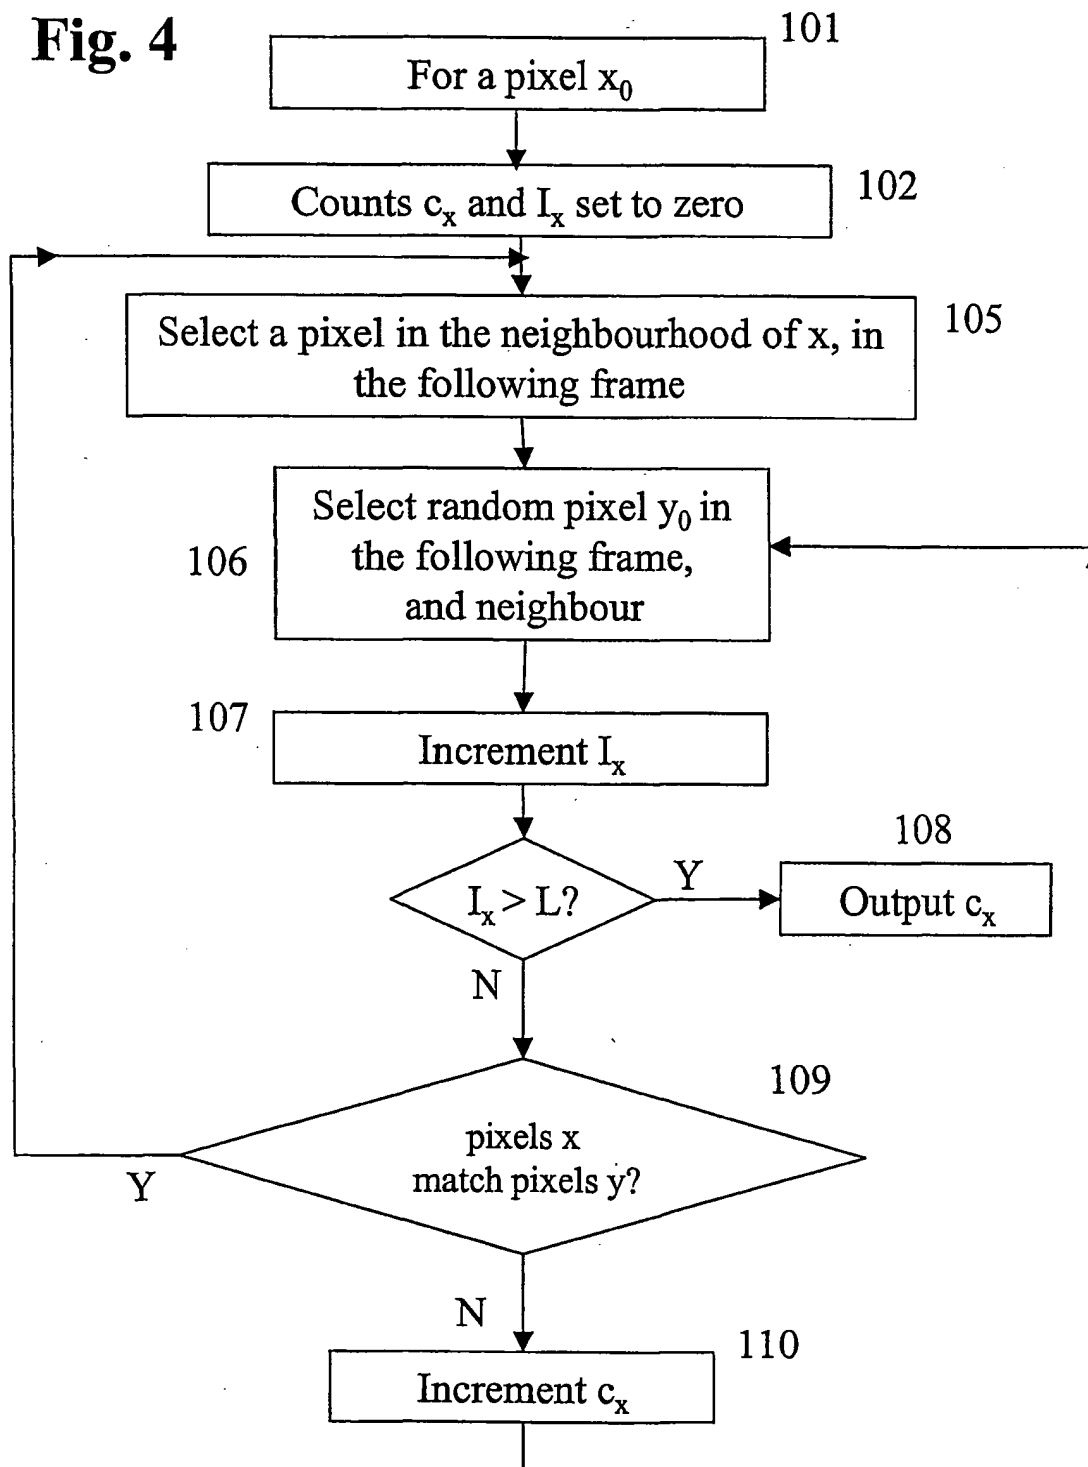 Fig. 4
101
For a pixel x₀
102
Counts cₓ and Iₓ set to zero
105
Select a pixel in the neighbourhood of x, in
the following frame
106
Select random pixel y₀ in
the following frame,
and neighbour
107
Increment Iₓ
108
Iₓ > L?
Y
Output cₓ
N
109
pixels x
match pixels y?
Y
N
110
Increment cₓ